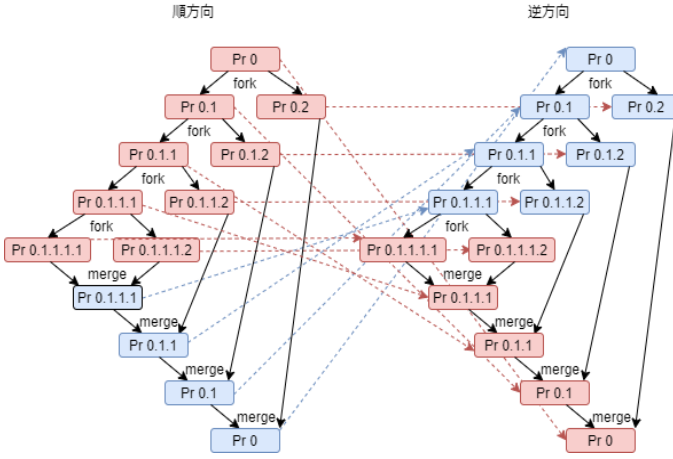 順方向
逆方向
Pr 0
Pr 0
fork
fork
Pr 0.1
Pr 0.2
Pr 0.1
Pr 0.2
fork
fork
Pr 0.1.1
Pr 0.1.2
Pr 0.1.1
Pr 0.1.2
fork
fork
Pr 0.1.1.1
Pr 0.1.1.2
Pr 0.1.1.1
Pr 0.1.1.2
fork
fork
Pr 0.1.1.1.1
Pr 0.1.1.1.2
Pr 0.1.1.1.1
Pr 0.1.1.1.2
merge
merge
Pr 0.1.1.1
Pr 0.1.1.1
merge
merge
Pr 0.1.1
Pr 0.1.1
merge
merge
Pr 0.1
Pr 0.1
merge
merge
Pr 0
Pr 0